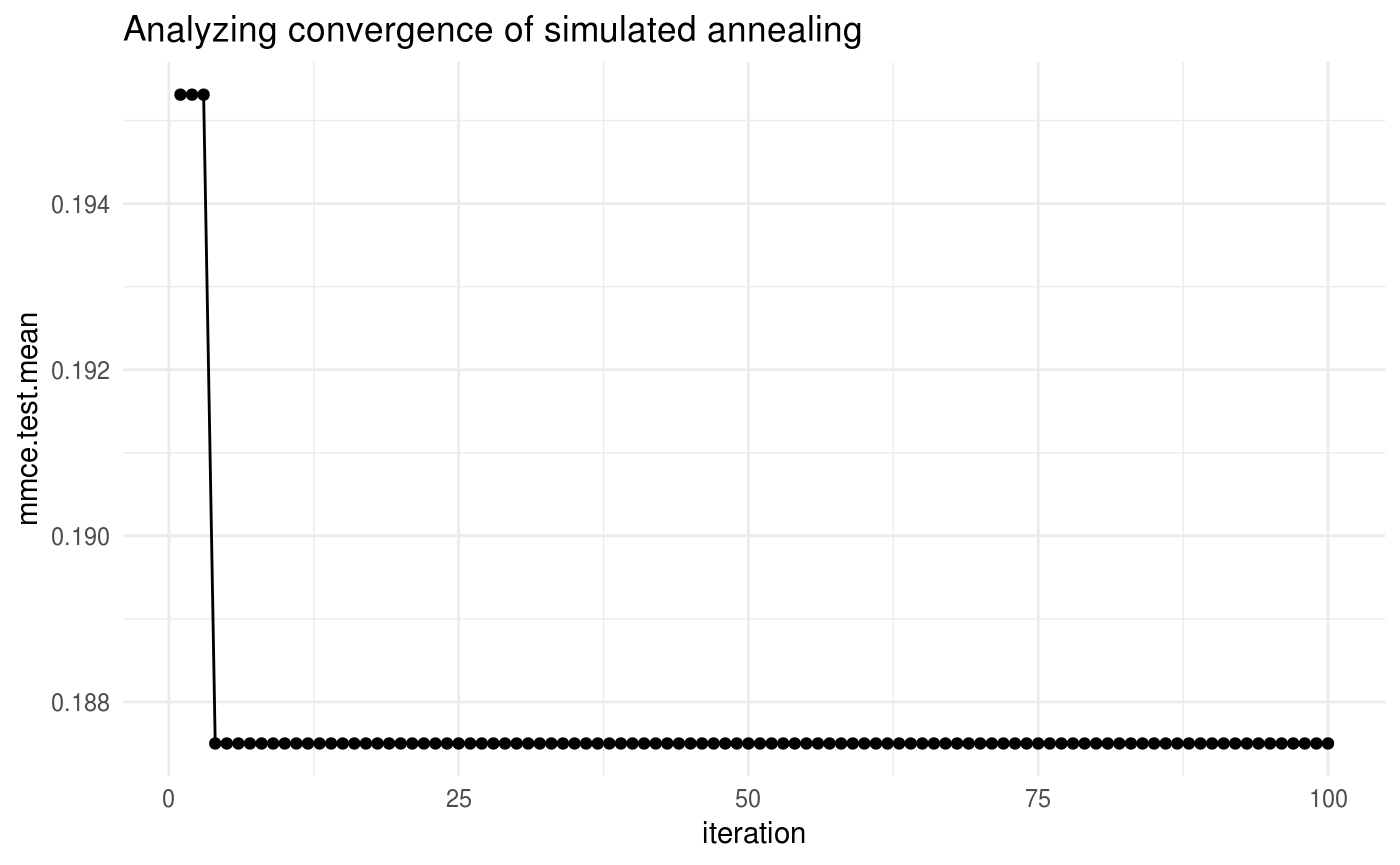 Analyzing convergence of simulated annealing
mmce.test.mean
0.194
0.192
0.190
0.188
0 25 50 75 100
iteration